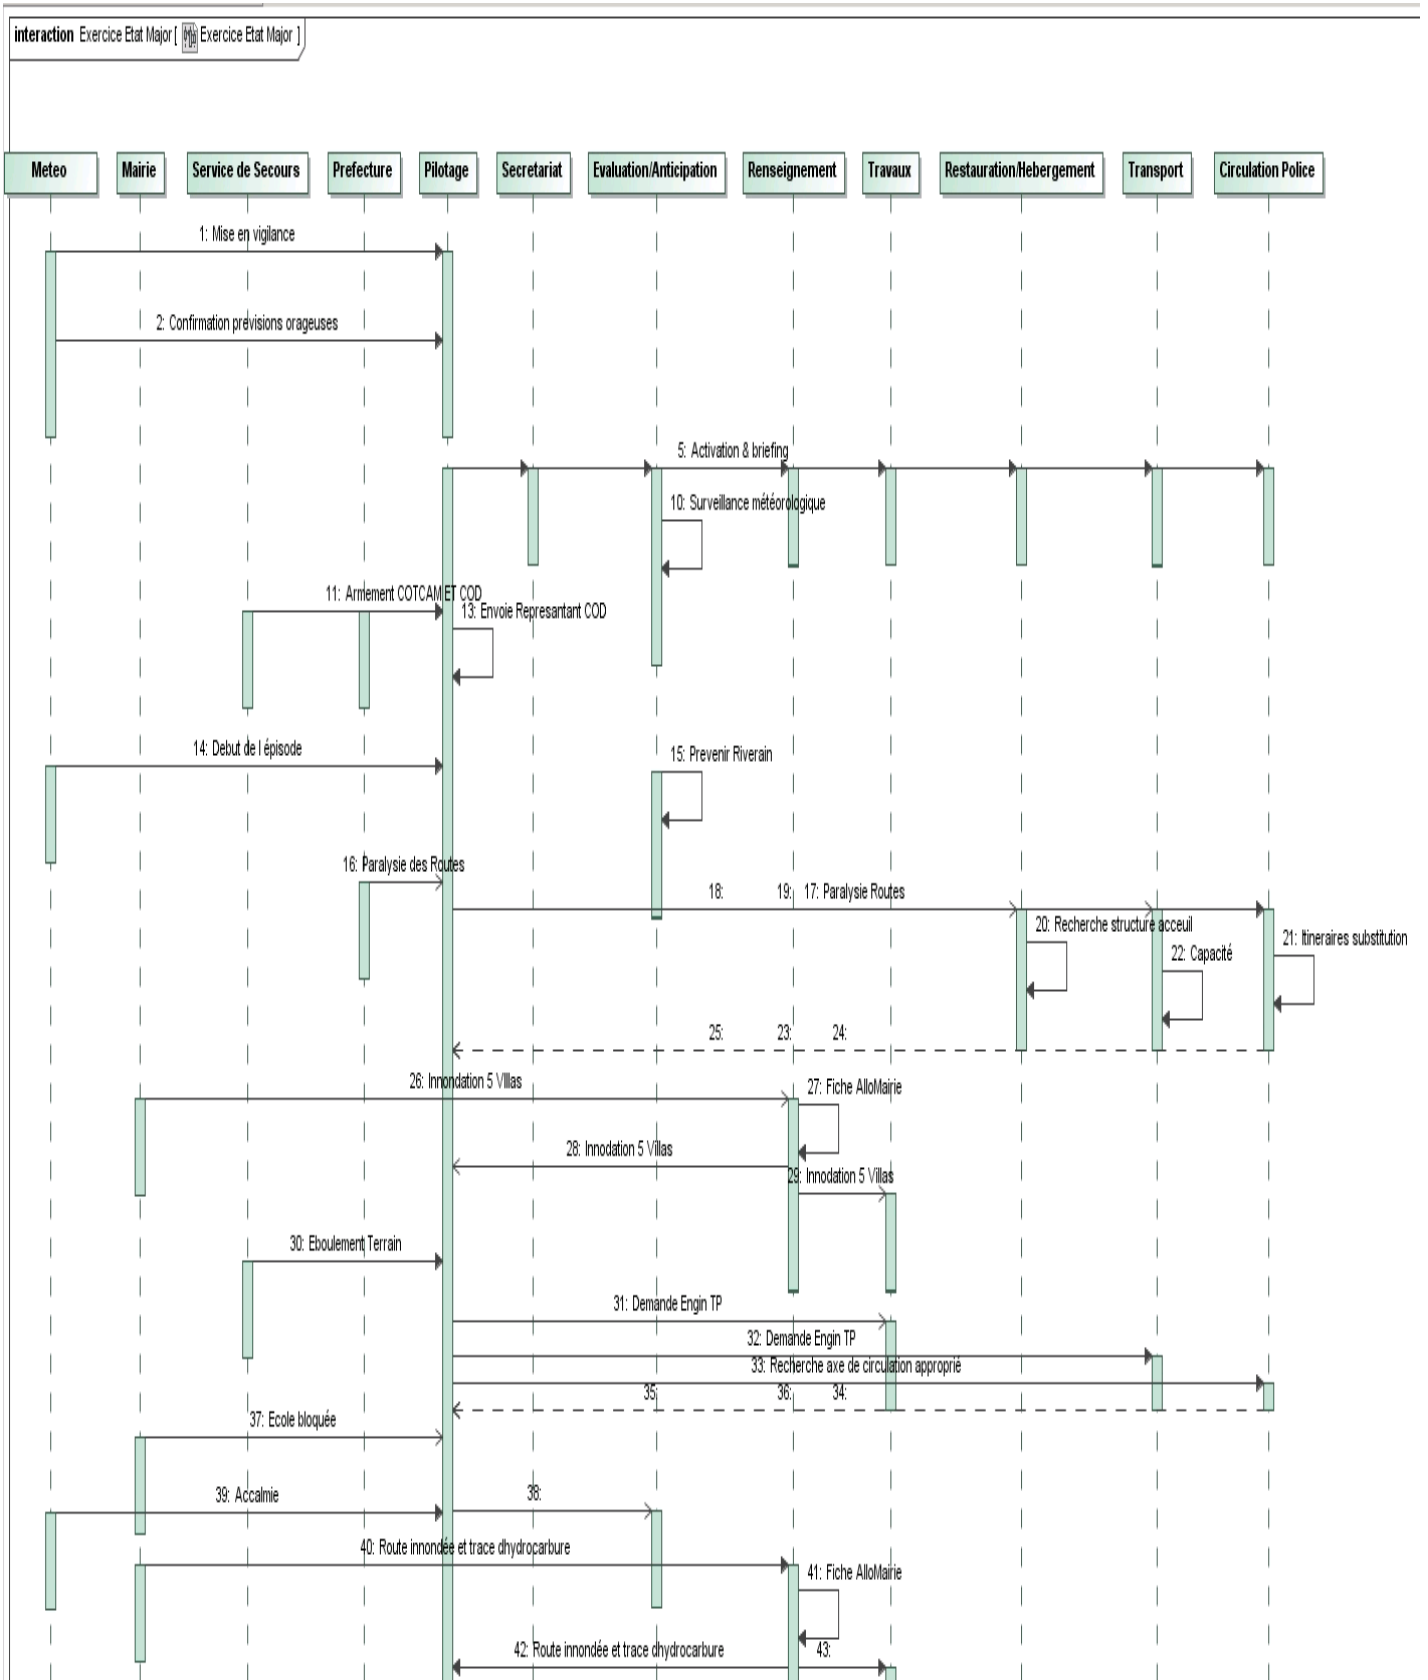 interaction Exercice Etat Major [ Exercice Etat Major ]
Meteo
Mairie
Service de Secours
Prefecture
Pilotage
Secretariat
Evaluation/Anticipation
Renseignement
Travaux
Restauration/Hebergement
Transport
Circulation Police
1: Mise en vigilance
2: Confirmation previsions orageuses
5: Activation & briefing
10: Surveillance météorologique
11: Armement COTCAM ET COD
13: Envoie Represantant COD
14: Debut de l épisode
15: Prevenir Riverain
16: Paralysie des Routes
18:
19:
17: Paralysie Routes
20: Recherche structure acceuil
21: Itineraires substitution
22: Capacité
25:
23:
24:
26: Innondation 5 VIllas
27: Fiche AlloMairie
28: Innodation 5 Villas
29: Innodation 5 Villas
30: Eboulement Terrain
31: Demande Engin TP
32: Demande Engin TP
33: Recherche axe de circulation approprié
35:
36:
34:
37: Ecole bloquée
38:
39: Accalmie
40: Route innondée et trace dhydrocarbure
41: Fiche AlloMairie
42: Route innondée et trace dhydrocarbure
43: